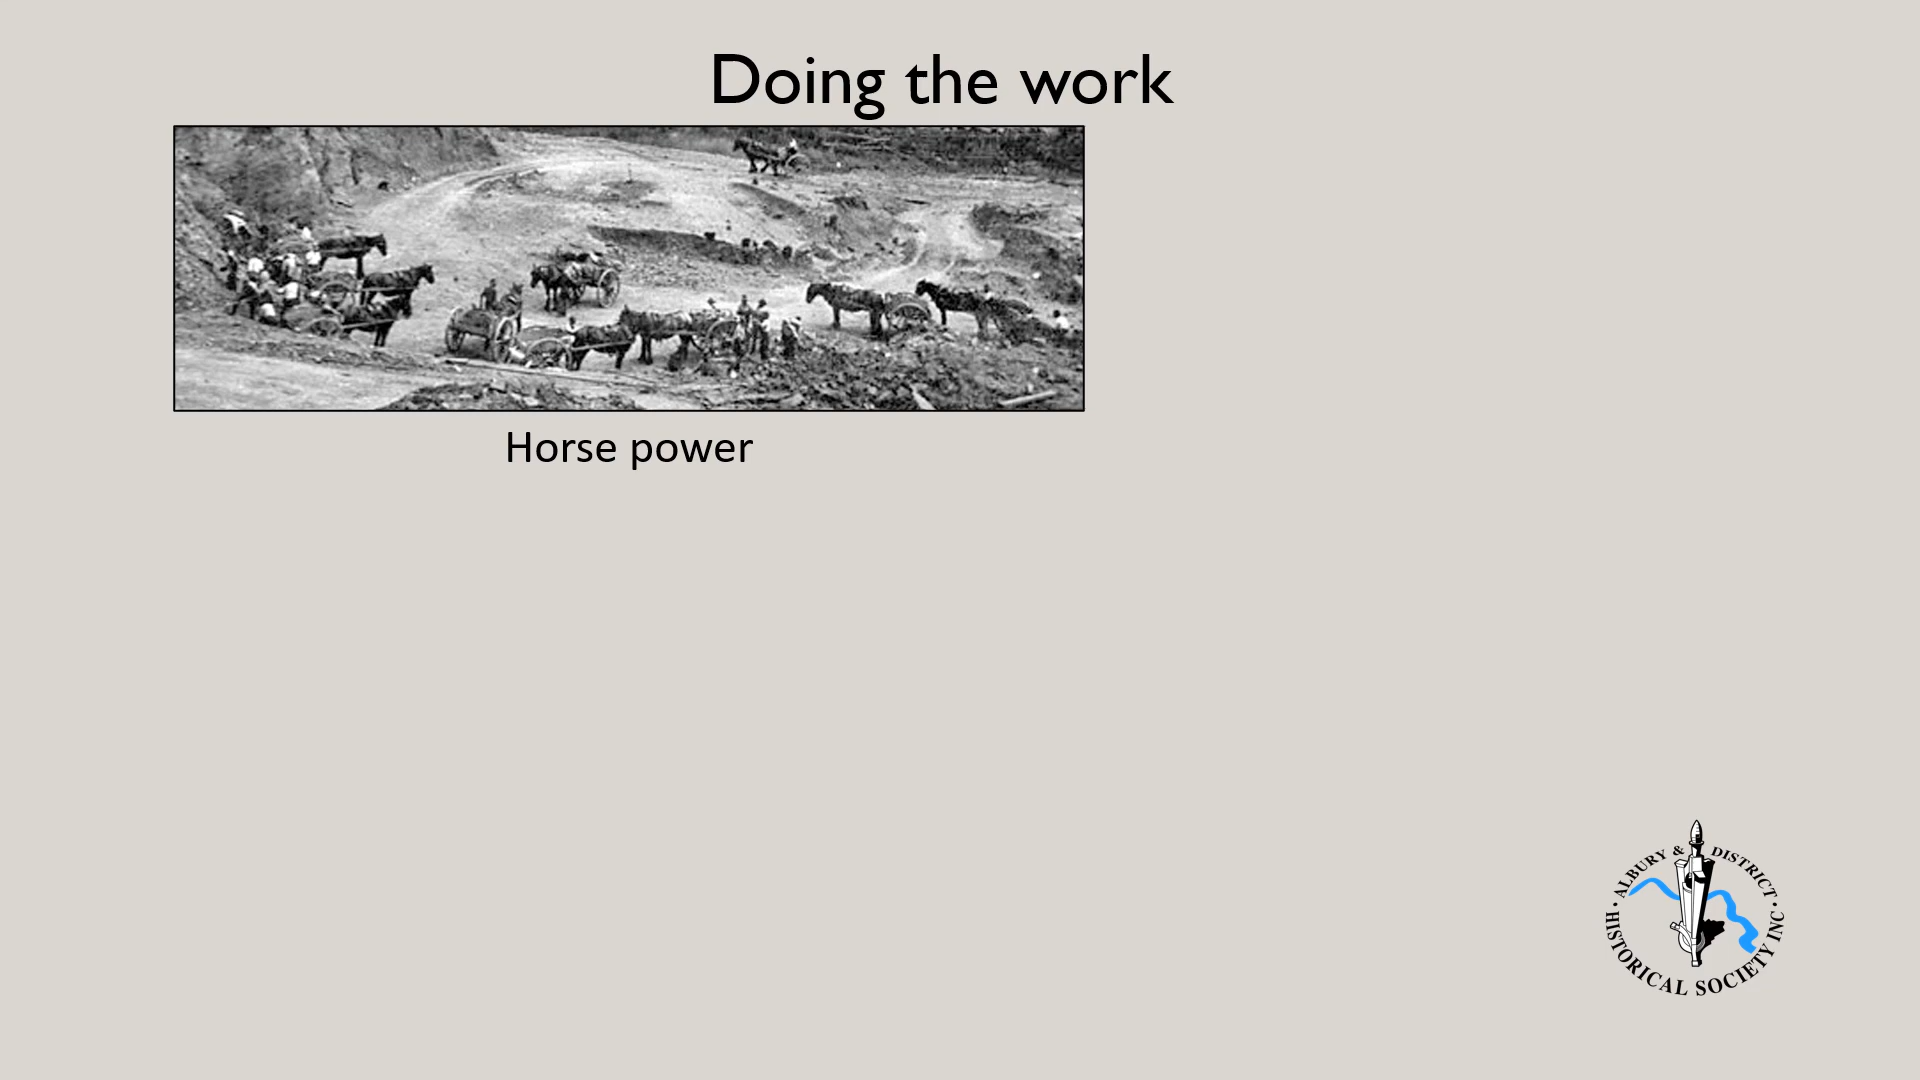 Doing the work
Horse power
· ALBURY & DISTRICT ·
HISTORICAL SOCIETY INC